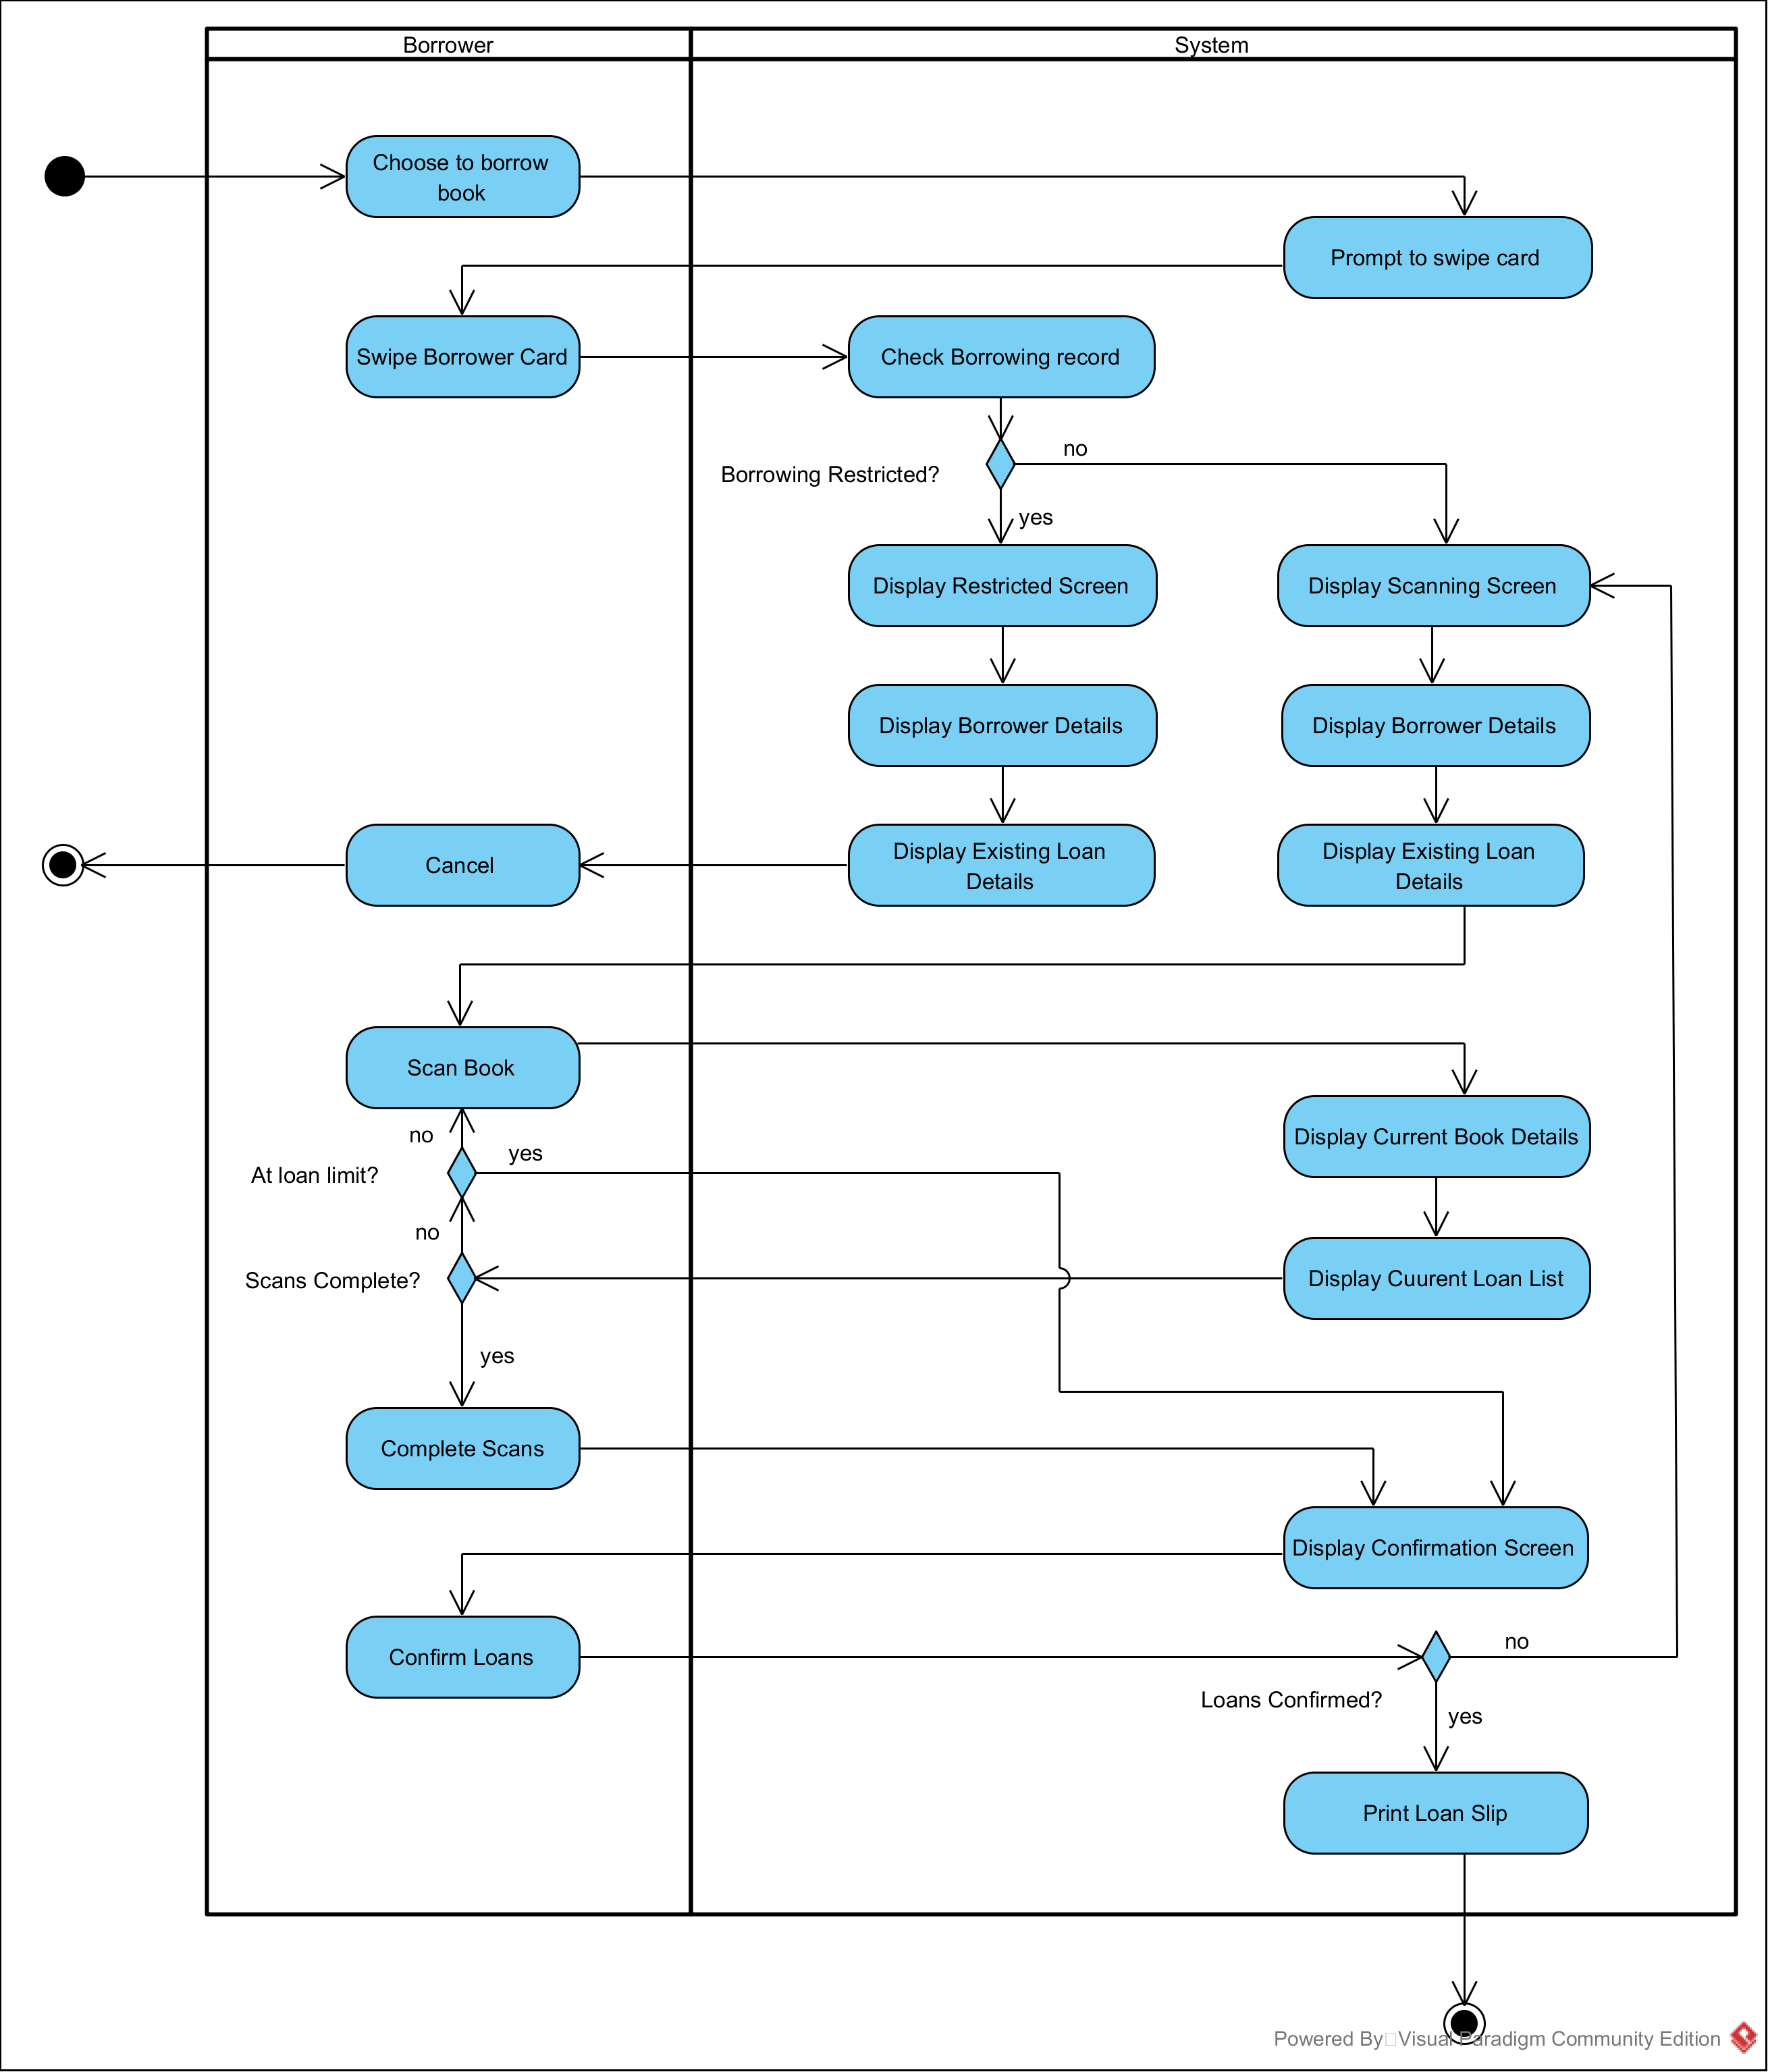 Borrower
System
Choose to borrow
book
Prompt to swipe card
Swipe Borrower Card
Check Borrowing record
no
Borrowing Restricted?
yes
Display Restricted Screen
Display Scanning Screen
Display Borrower Details
Display Borrower Details
Cancel
Display Existing Loan
Details
Display Existing Loan
Details
Scan Book
no
yes
At loan limit?
Display Current Book Details
no
Scans Complete?
Display Cuurent Loan List
yes
Complete Scans
Display Confirmation Screen
Confirm Loans
no
Loans Confirmed?
yes
Print Loan Slip
Powered By Visual Paradigm Community Edition